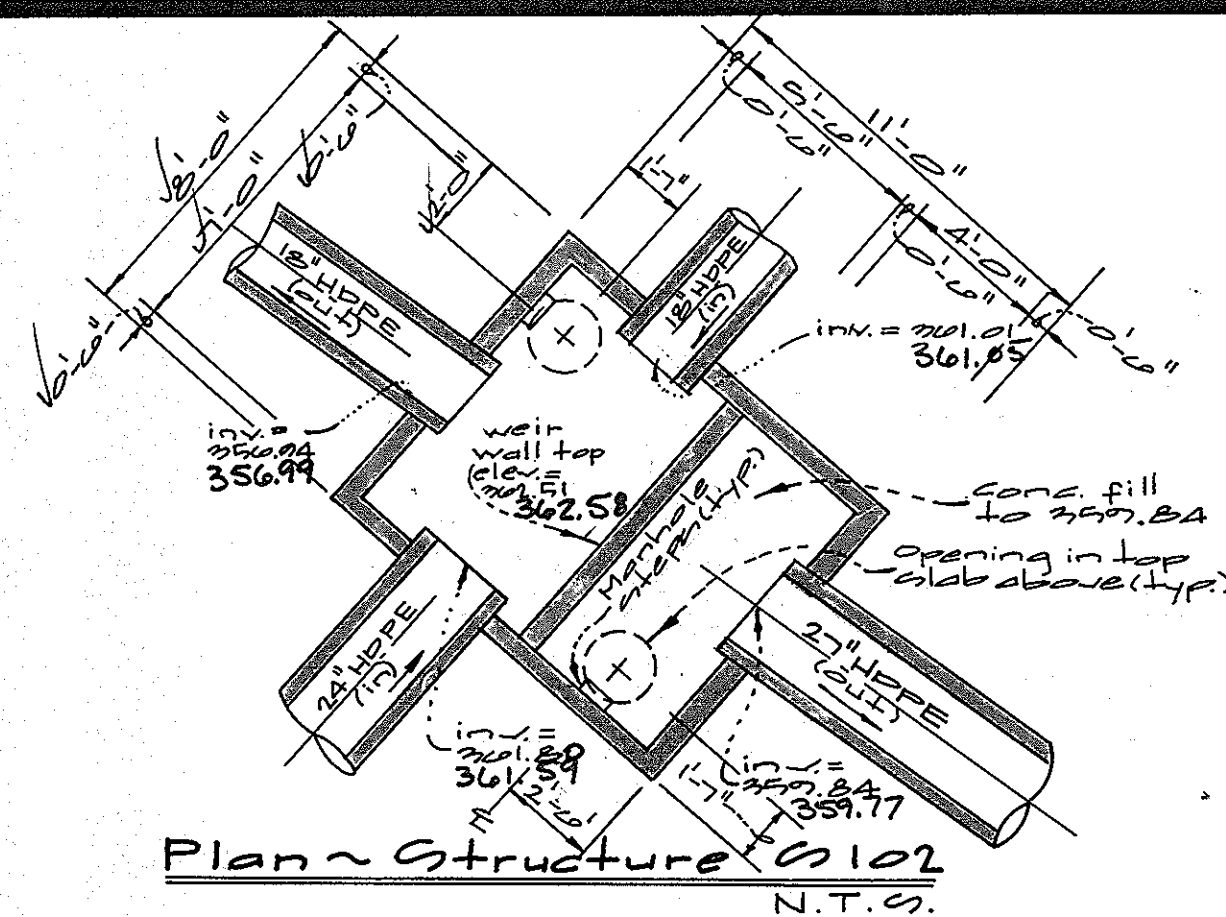 8'-0"
7'-0"
0'-6"
0'-6"
2'-0"
1'-7"
11'-0"
5'-6"
0'-6"
4'-0"
0'-6"
0'-6"
18" HDPE
(out)
18" HDPE
(in)
inv. = 361.01
361.05
inv. =
356.94
356.99
weir
wall top
elev. =
362.51
362.58
Manhole
steps (typ.)
conc. fill
to 359.84
Opening in top
slab above (typ.)
24" HDPE
(in)
27" HDPE
(out)
inv. =
361.59
inv. =
359.84
359.77
2'-6"
1'-7"
Plan ~ Structure S102
N.T.S.